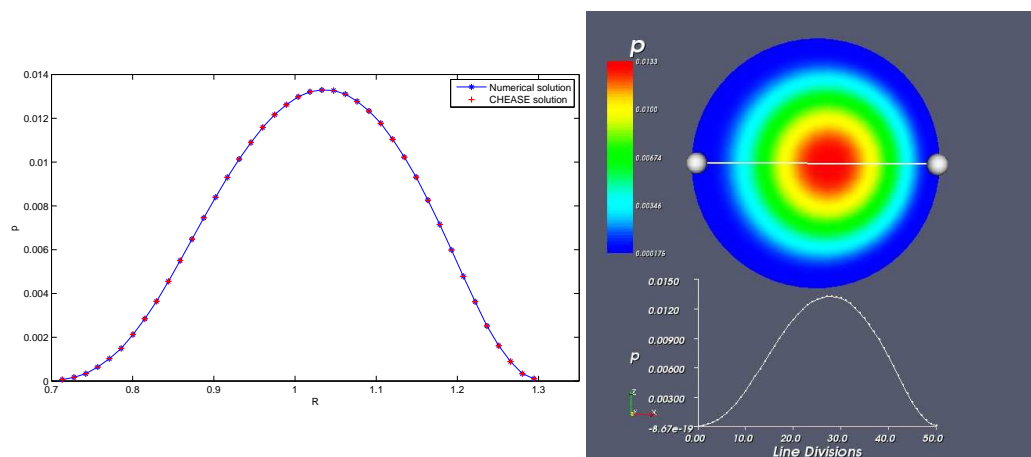 0.014
0.012
0.01
0.008
0.006
0.004
0.002
0
p
0.7
0.8
0.9
1
1.1
1.2
1.3
R
Numerical solution
CHEASE solution
p
0.0133
0.0100
0.00674
0.00346
0.000175
0.0150
0.0120
0.00900
0.00600
0.00300
-8.67e-19
p
0.00
10.0
20.0
30.0
40.0
50.0
Line Divisions
Z
Y
X